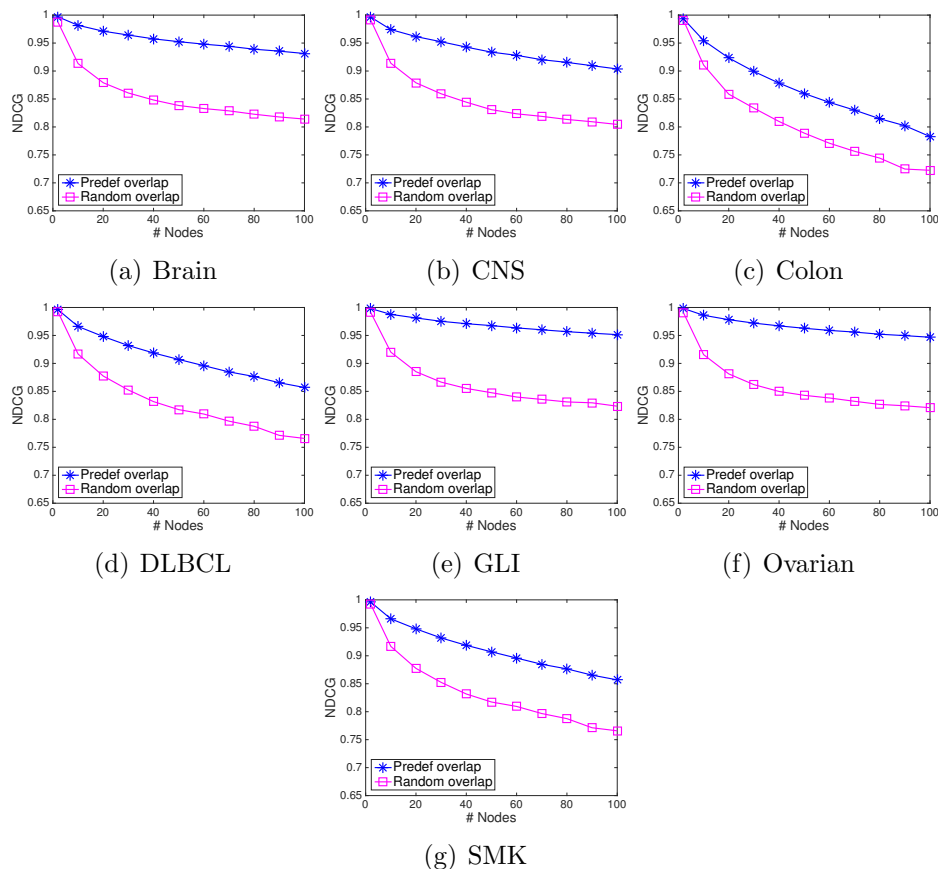 1
0.95
0.9
0.85
0.8
0.75
0.7
0.65
NDCG
Predef overlap
Random overlap
0 20 40 60 80 100
# Nodes
(a) Brain
1
0.95
0.9
0.85
0.8
0.75
0.7
0.65
NDCG
Predef overlap
Random overlap
0 20 40 60 80 100
# Nodes
(b) CNS
1
0.95
0.9
0.85
0.8
0.75
0.7
0.65
NDCG
Predef overlap
Random overlap
0 20 40 60 80 100
# Nodes
(c) Colon
1
0.95
0.9
0.85
0.8
0.75
0.7
0.65
NDCG
Predef overlap
Random overlap
0 20 40 60 80 100
# Nodes
(d) DLBCL
1
0.95
0.9
0.85
0.8
0.75
0.7
0.65
NDCG
Predef overlap
Random overlap
0 20 40 60 80 100
# Nodes
(e) GLI
1
0.95
0.9
0.85
0.8
0.75
0.7
0.65
NDCG
Predef overlap
Random overlap
0 20 40 60 80 100
# Nodes
(f) Ovarian
1
0.95
0.9
0.85
0.8
0.75
0.7
0.65
NDCG
Predef overlap
Random overlap
0 20 40 60 80 100
# Nodes
(g) SMK